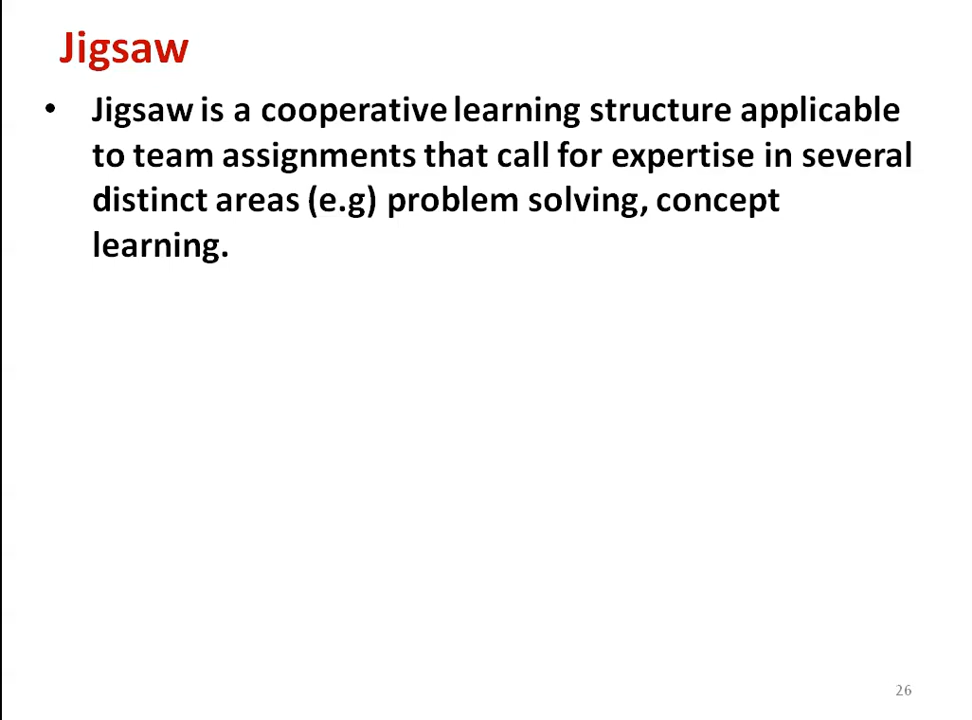 Jigsaw
• Jigsaw is a cooperative learning structure applicable
to team assignments that call for expertise in several
distinct areas (e.g) problem solving, concept
learning.
26